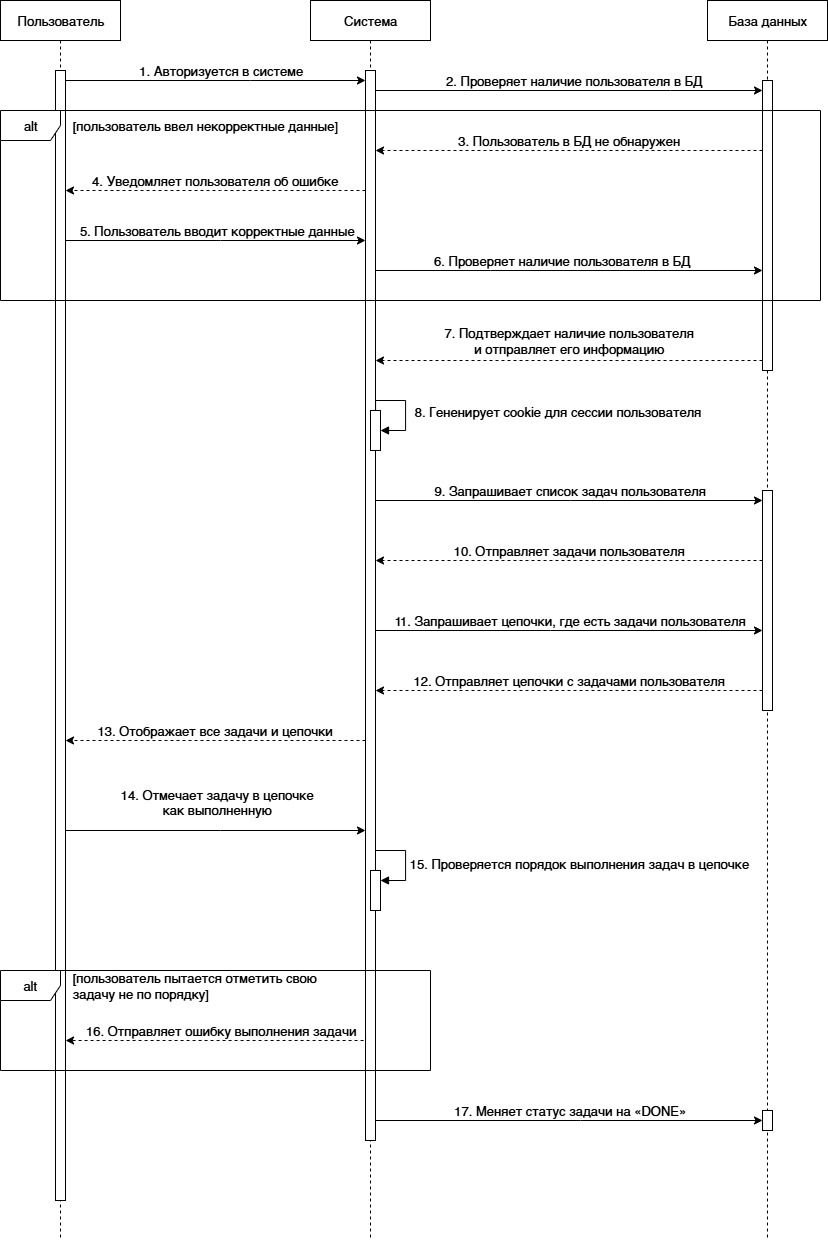 Пользователь
Система
База данных
1. Авторизуется в системе
2. Проверяет наличие пользователя в БД
alt
[пользователь ввел некорректные данные]
3. Пользователь в БД не обнаружен
4. Уведомляет пользователя об ошибке
5. Пользователь вводит корректные данные
6. Проверяет наличие пользователя в БД
7. Подтверждает наличие пользователя
и отправляет его информацию
8. Гененирует cookie для сессии пользователя
9. Запрашивает список задач пользователя
10. Отправляет задачи пользователя
11. Запрашивает цепочки, где есть задачи пользователя
12. Отправляет цепочки с задачами пользователя
13. Отображает все задачи и цепочки
14. Отмечает задачу в цепочке
как выполненную
15. Проверяется порядок выполнения задач в цепочке
alt
[пользователь пытается отметить свою
задачу не по порядку]
16. Отправляет ошибку выполнения задачи
17. Меняет статус задачи на «DONE»